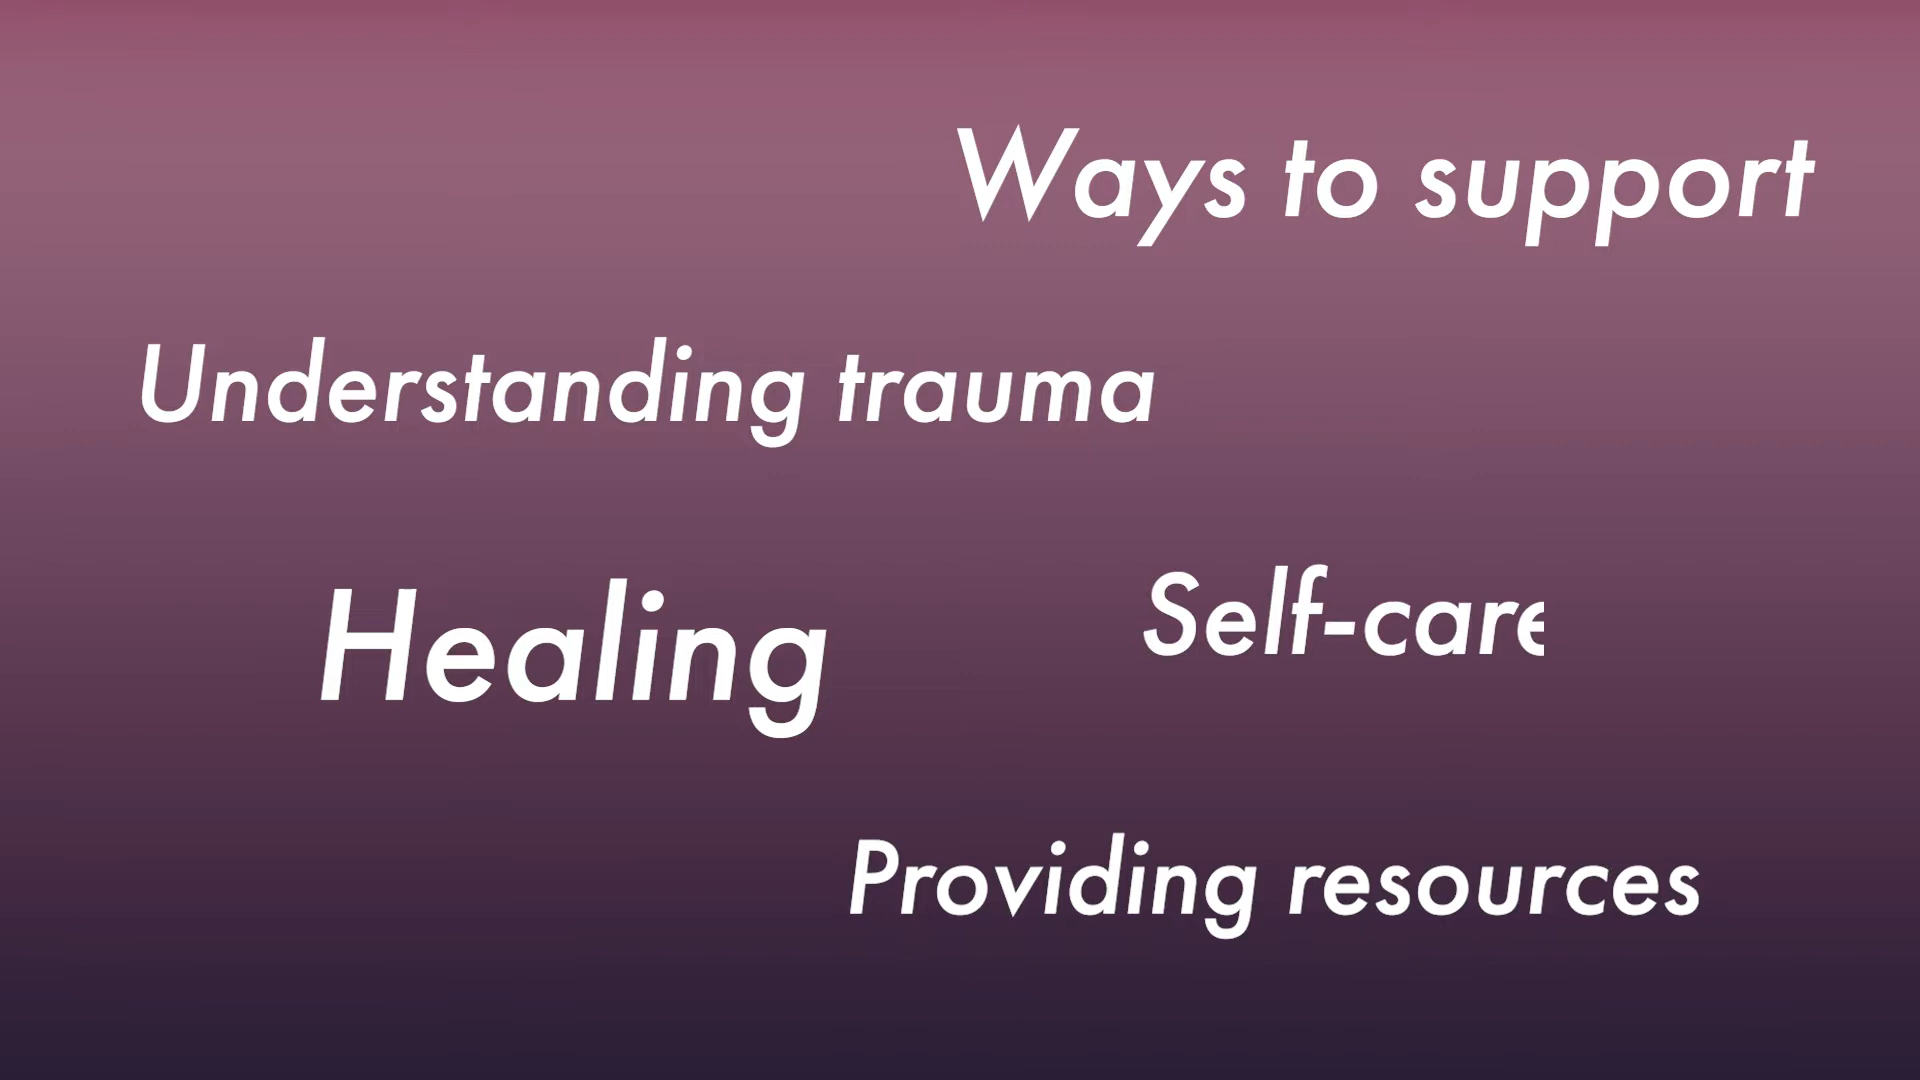 Ways to support
Understanding trauma
Healing
Self-care
Providing resources